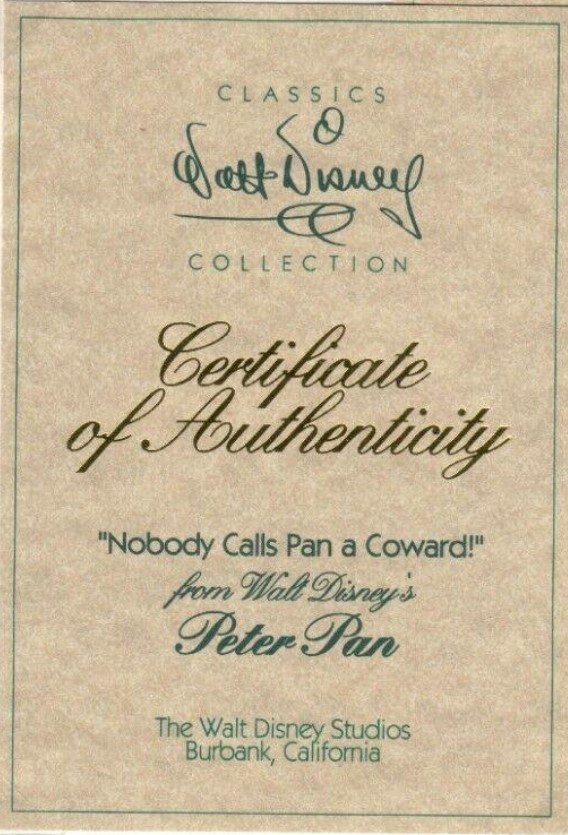 CLASSICS
Walt Disney
COLLECTION
Certificate
of Authenticity
"Nobody Calls Pan a Coward!"
from Walt Disney's
Peter Pan
The Walt Disney Studios
Burbank, California